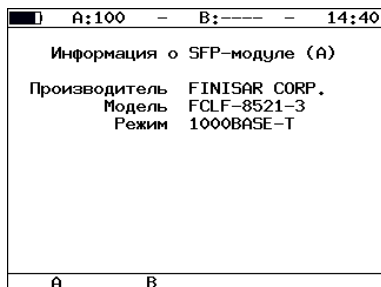 A:100 – B:---- – 14:40
Информация о SFP-модуле (A)
Производитель FINISAR CORP.
Модель FCLF-8521-3
Режим 1000BASE-T
A B